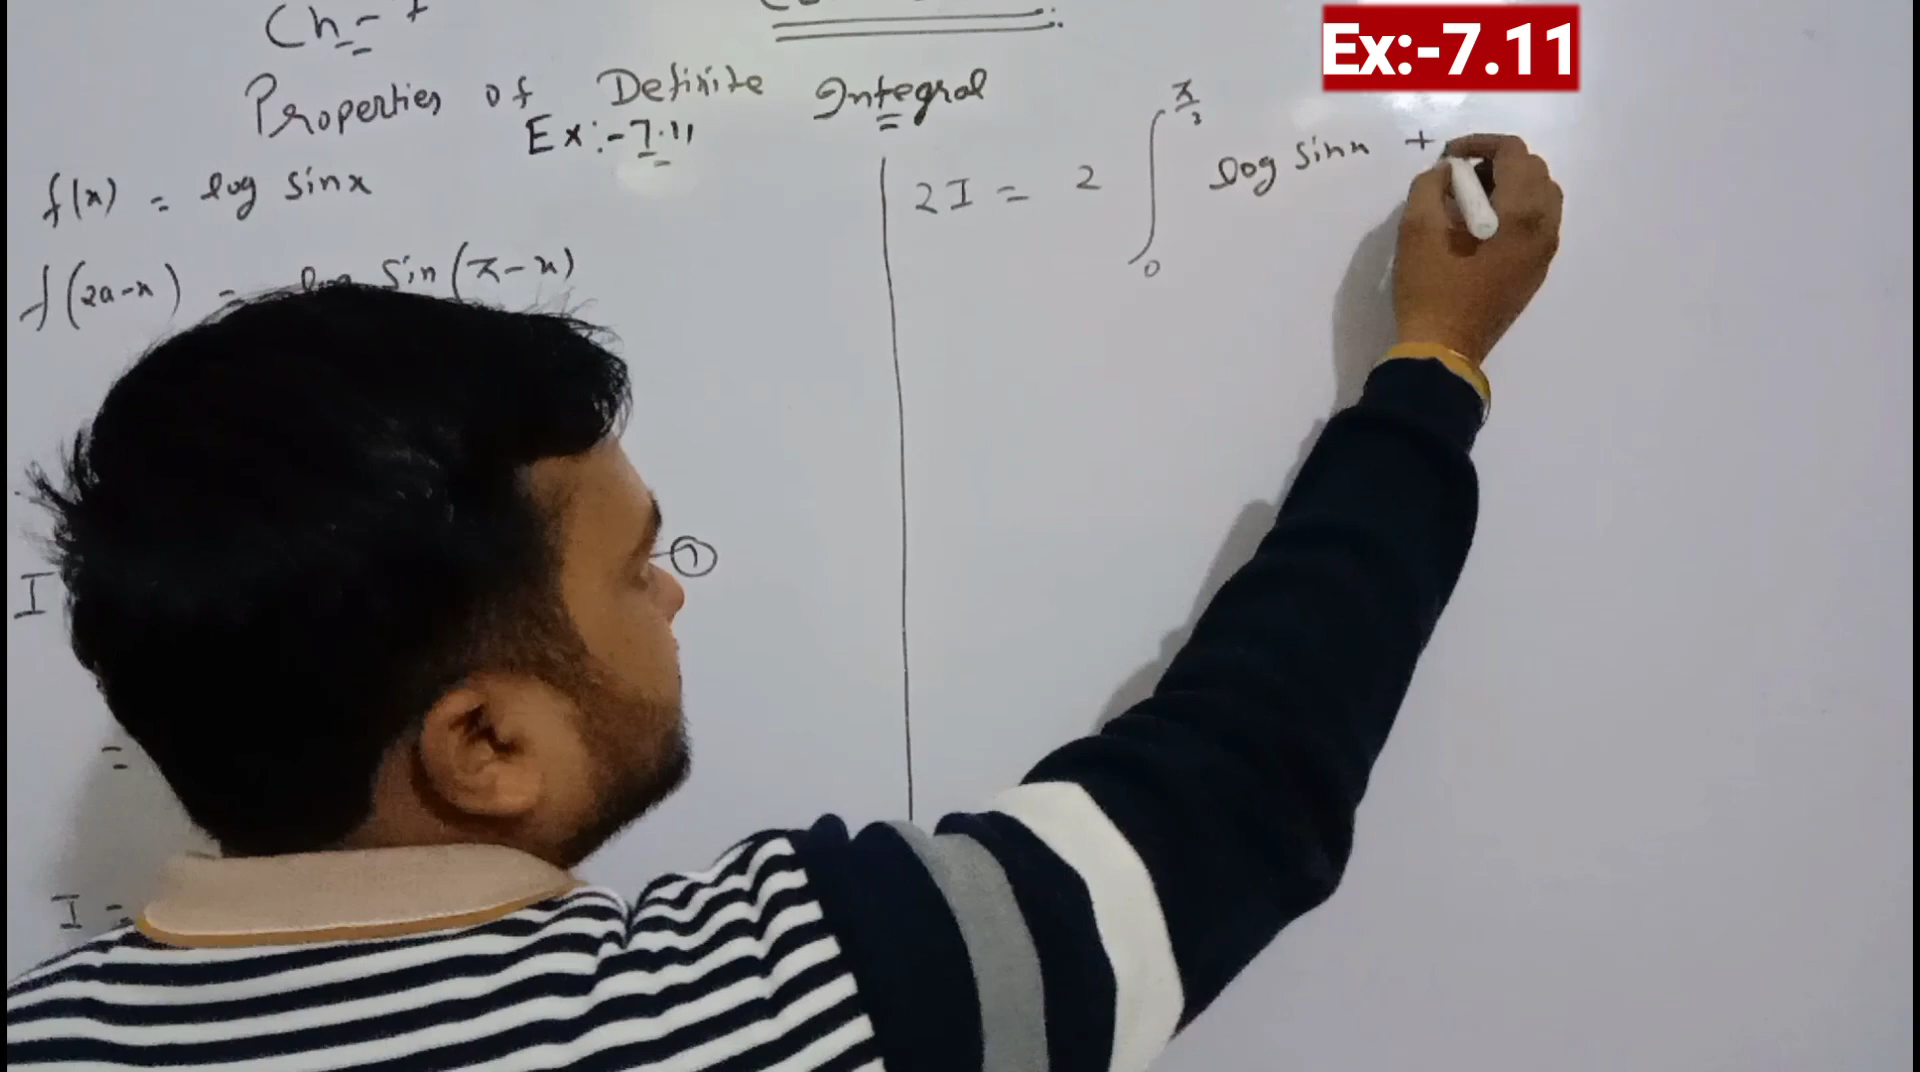 Ex:-7.11
Ch-
Properties of Definite Integral
Ex:-7.11
f(x) = log sinx
f(2a-x) = log sin(π-x)
①
I
=
I =
2I = 2 ∫₀^{π/2} log sinx +